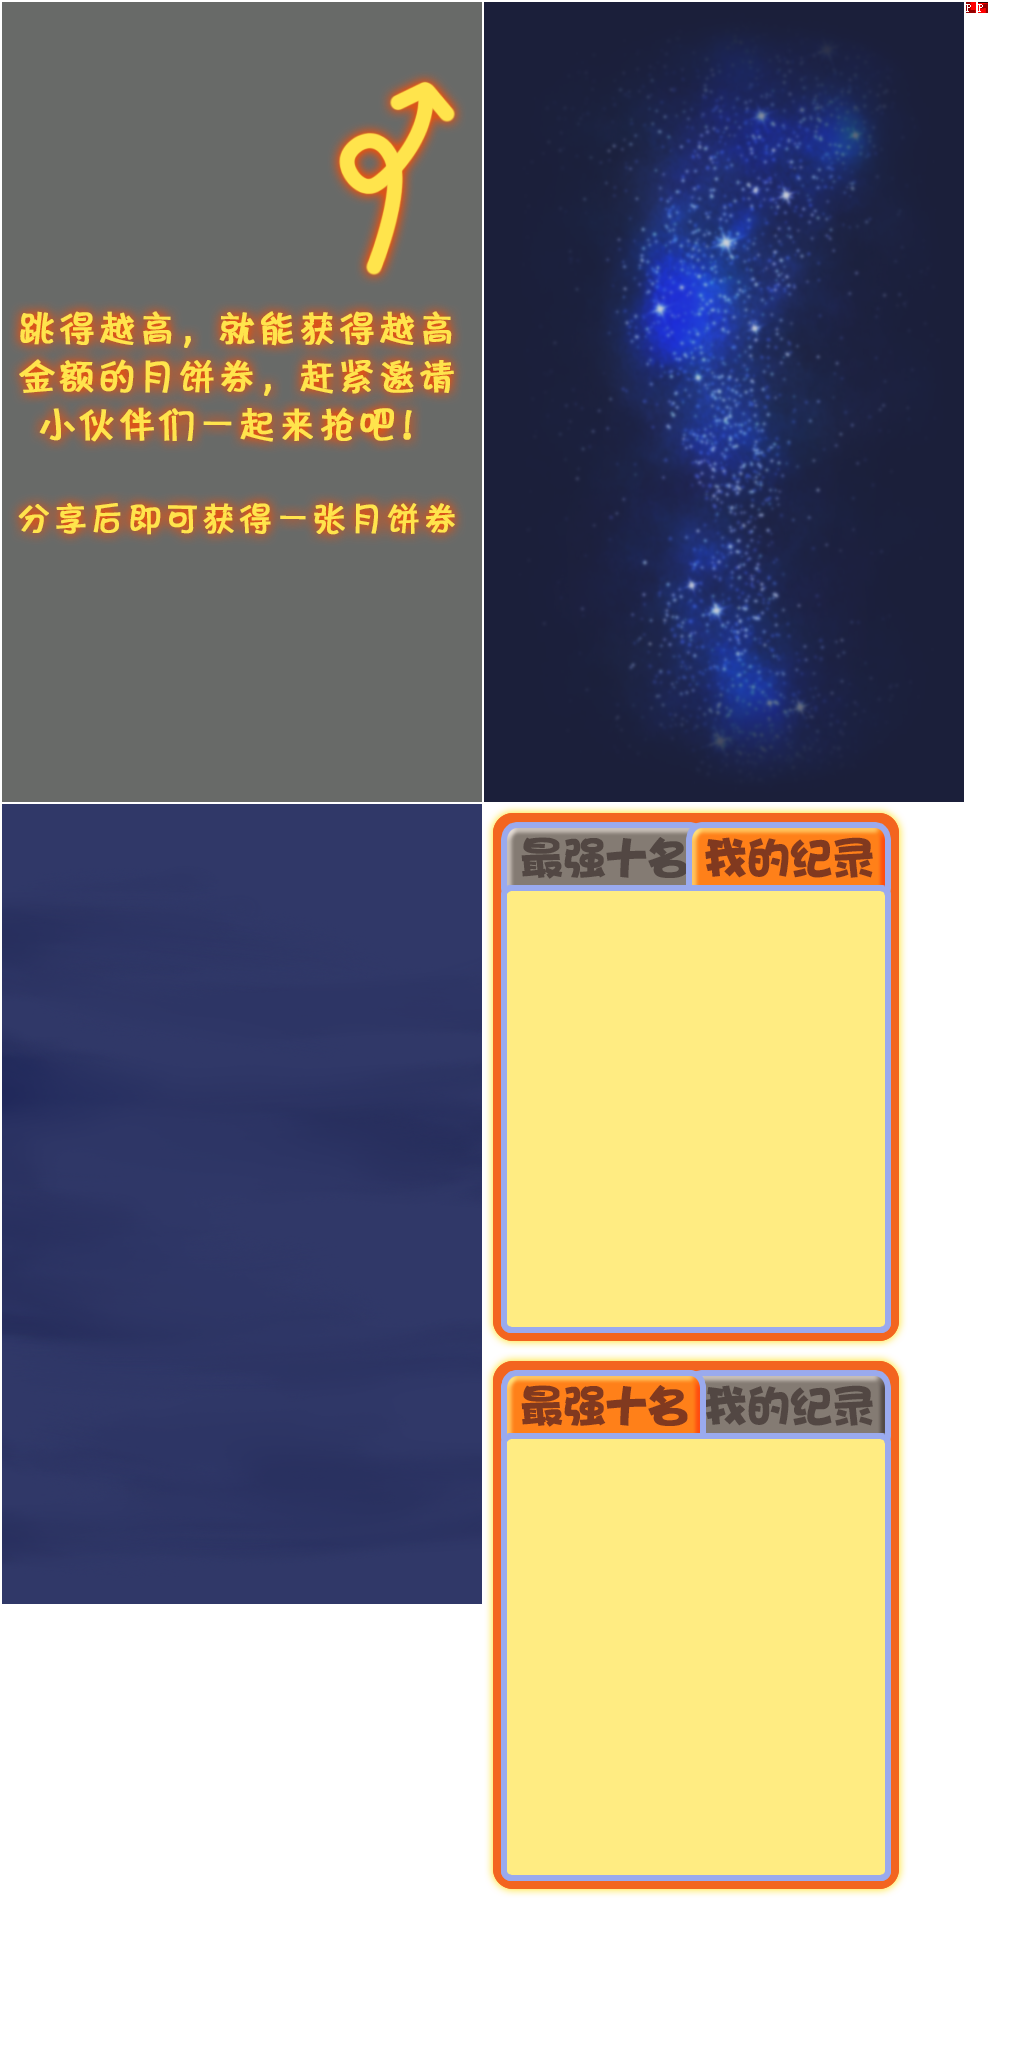 跳得越高，就能获得越高
金额的月饼券，赶紧邀请
小伙伴们一起来抢吧！
分享后即可获得一张月饼券
P P
最强十名 我的纪录
最强十名 我的纪录